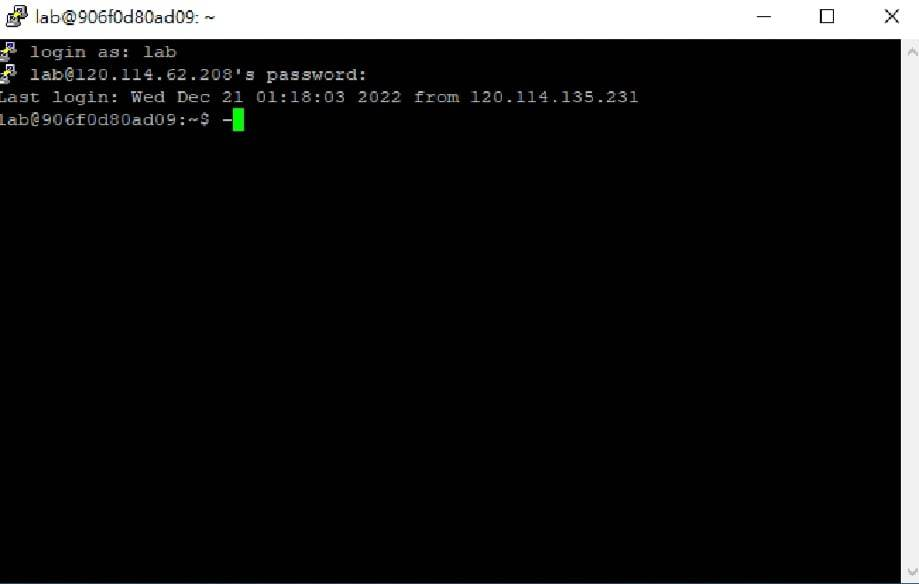 lab@906f0d80ad09: ~
login as: lab
lab@120.114.62.208's password:
Last login: Wed Dec 21 01:18:03 2022 from 120.114.135.231
lab@906f0d80ad09:~$ -